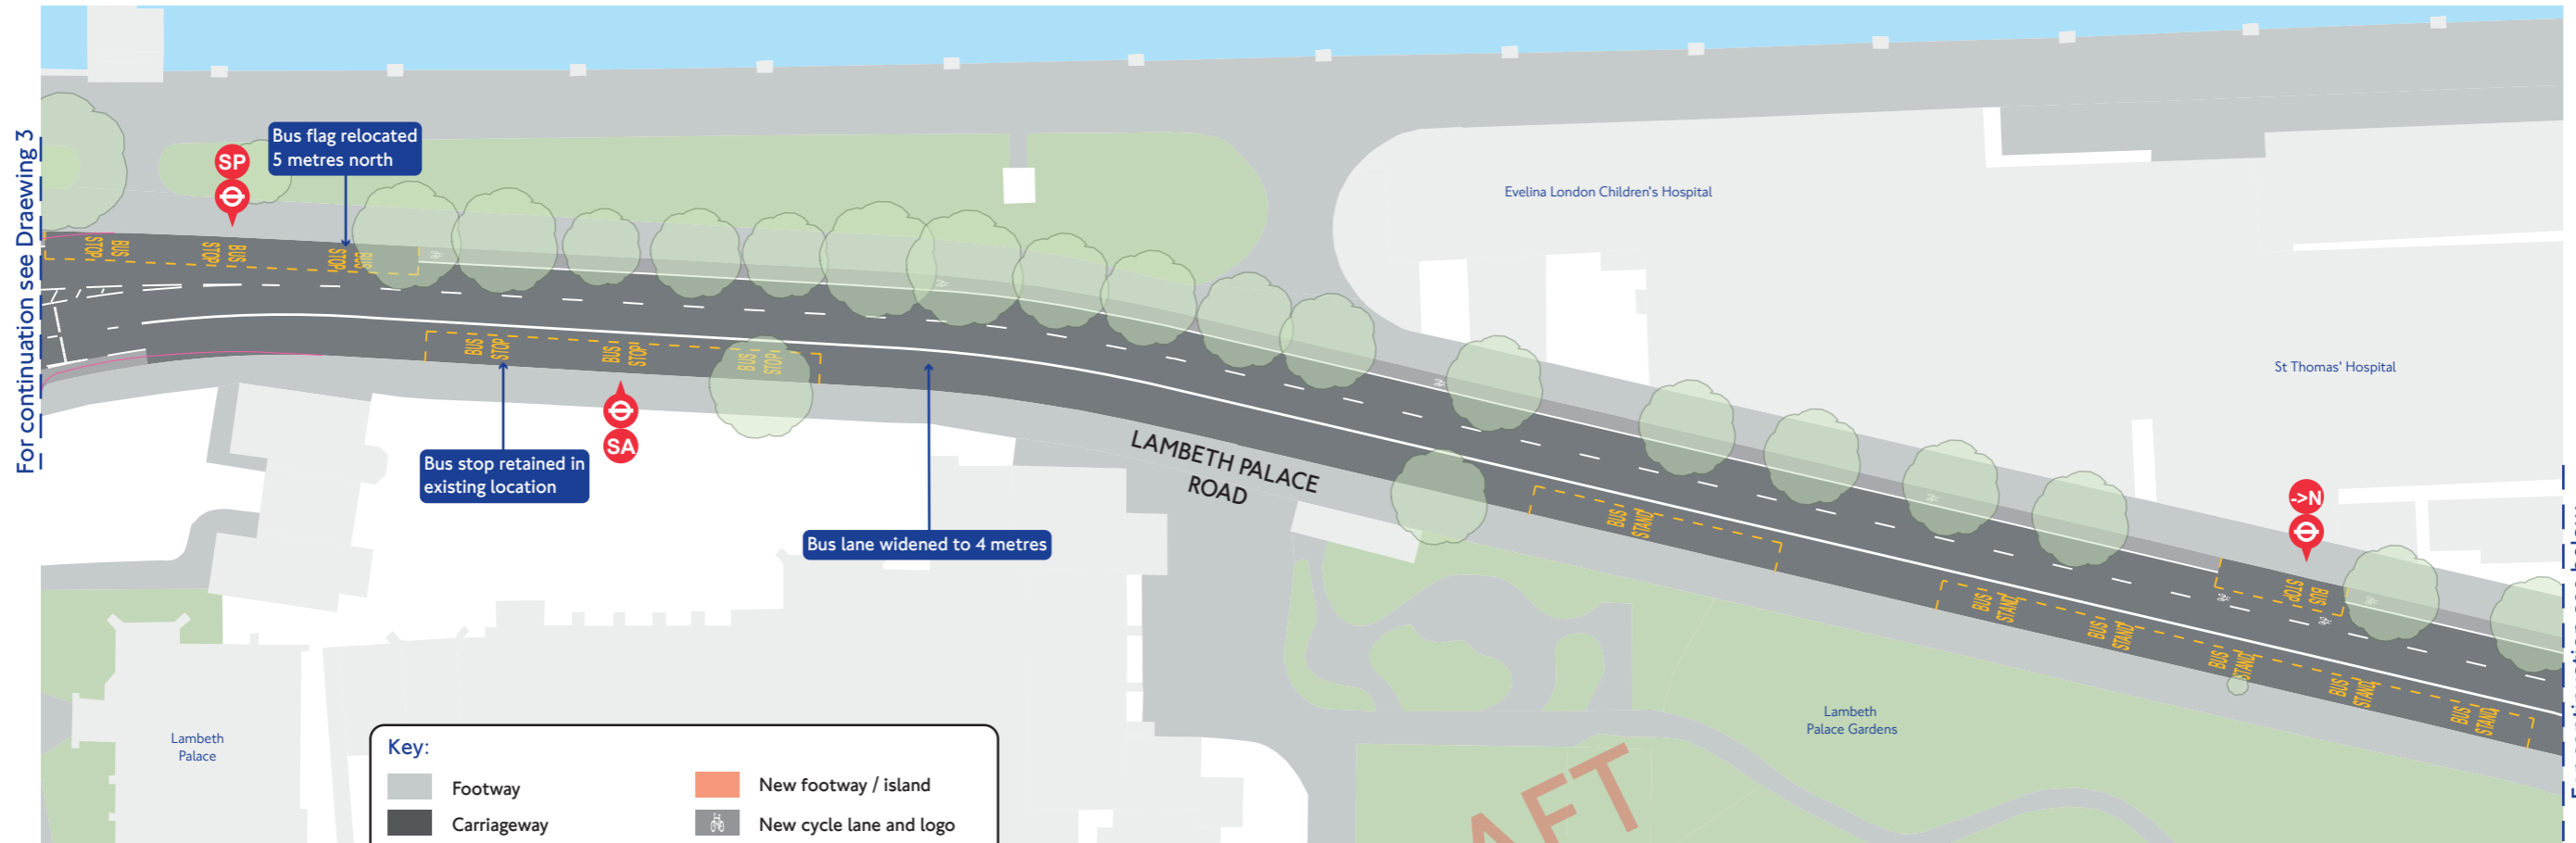 For continuation see Draewing 3
SP
Bus flag relocated
5 metres north
BUS
STOP
BUS
STOP
BUS
STOP
BUS
STOP
BUS
STOP
BUS
STOP
SA
Bus stop retained in
existing location
Bus lane widened to 4 metres
LAMBETH PALACE
ROAD
Evelina London Children's Hospital
St Thomas' Hospital
->N
BUS
STOP
BUS
STAND
BUS
STAND
BUS
STAND
BUS
STAND
BUS
STAND
BUS
STAND
Lambeth
Palace Gardens
Lambeth
Palace
Key:
Footway
New footway / island
Carriageway
New cycle lane and logo
AFT